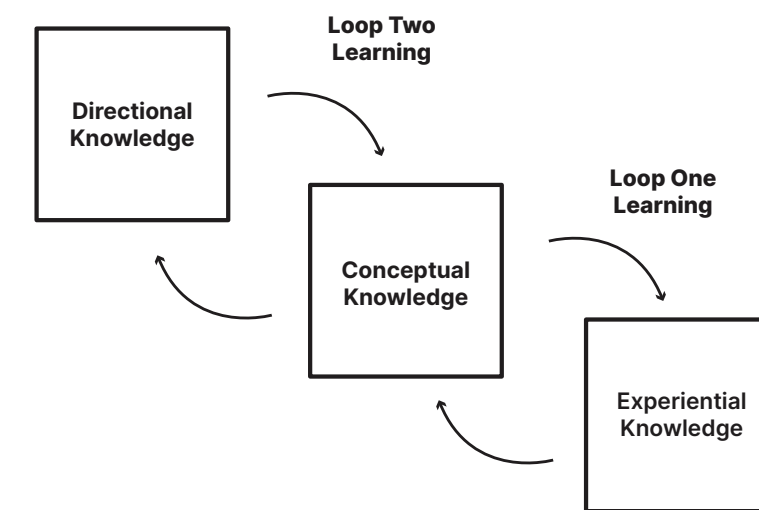 Loop Two
Learning
Directional
Knowledge
Loop One
Learning
Conceptual
Knowledge
Experiential
Knowledge